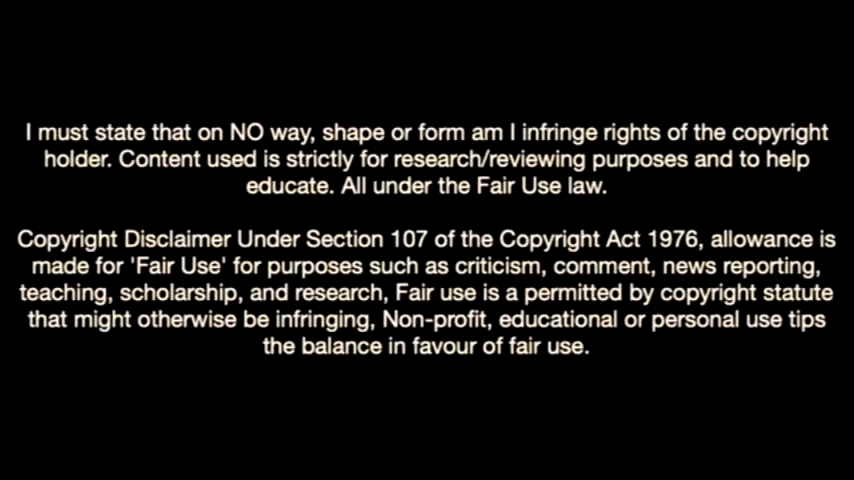 I must state that on NO way, shape or form am I infringe rights of the copyright
holder. Content used is strictly for research/reviewing purposes and to help
educate. All under the Fair Use law.
Copyright Disclaimer Under Section 107 of the Copyright Act 1976, allowance is
made for 'Fair Use' for purposes such as criticism, comment, news reporting,
teaching, scholarship, and research, Fair use is a permitted by copyright statute
that might otherwise be infringing, Non-profit, educational or personal use tips
the balance in favour of fair use.